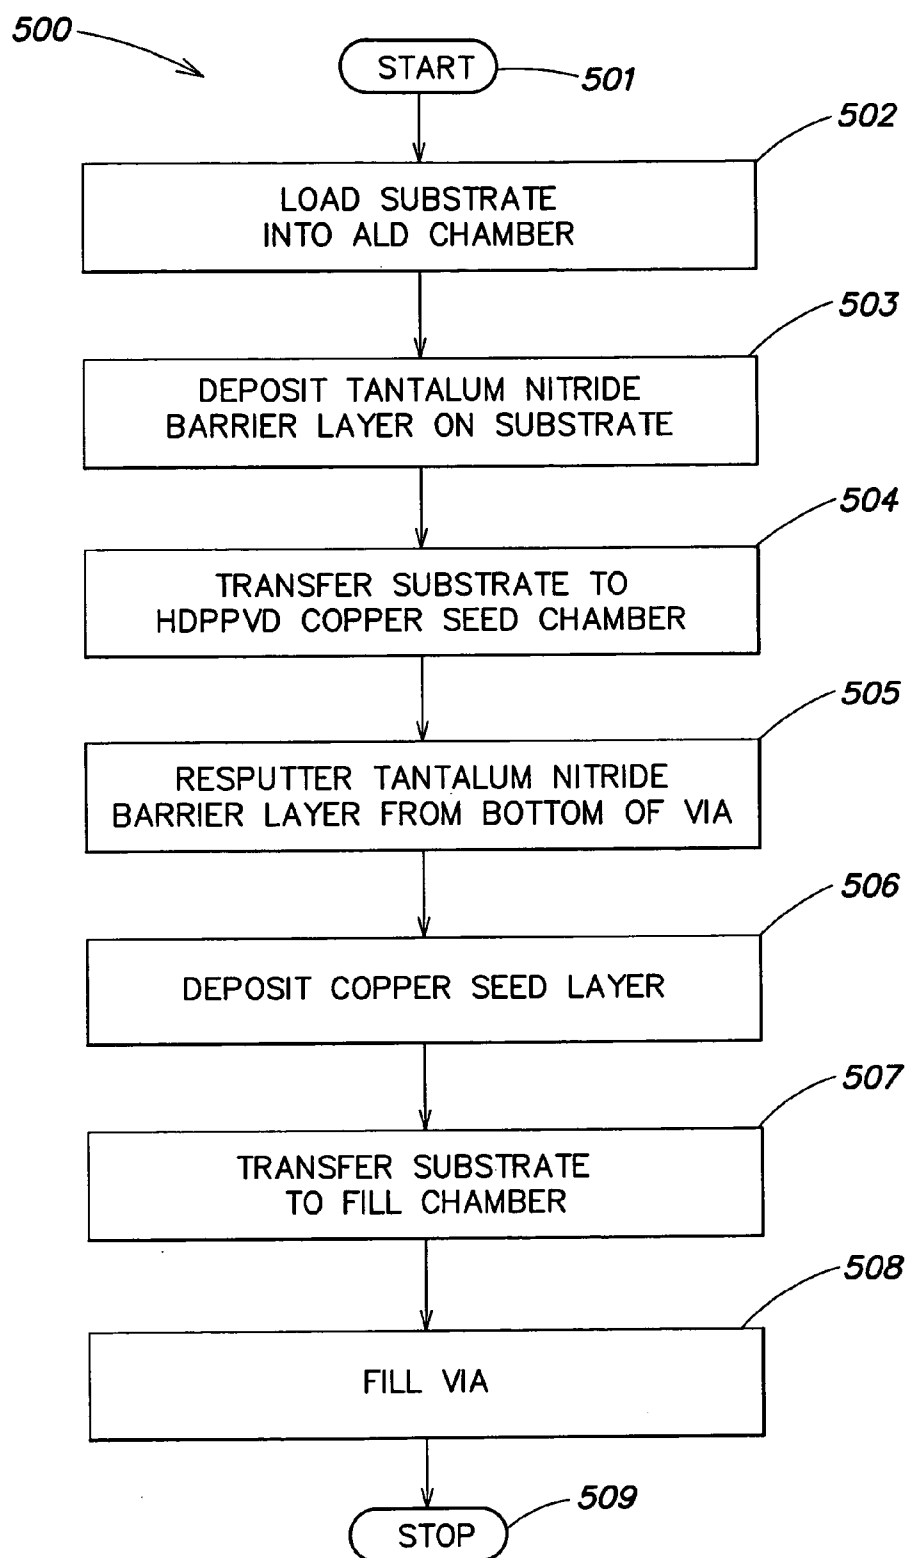 500
START
501
502
LOAD SUBSTRATE
INTO ALD CHAMBER
503
DEPOSIT TANTALUM NITRIDE
BARRIER LAYER ON SUBSTRATE
504
TRANSFER SUBSTRATE TO
HDPPVD COPPER SEED CHAMBER
505
RESPUTTER TANTALUM NITRIDE
BARRIER LAYER FROM BOTTOM OF VIA
506
DEPOSIT COPPER SEED LAYER
507
TRANSFER SUBSTRATE
TO FILL CHAMBER
508
FILL VIA
509
STOP